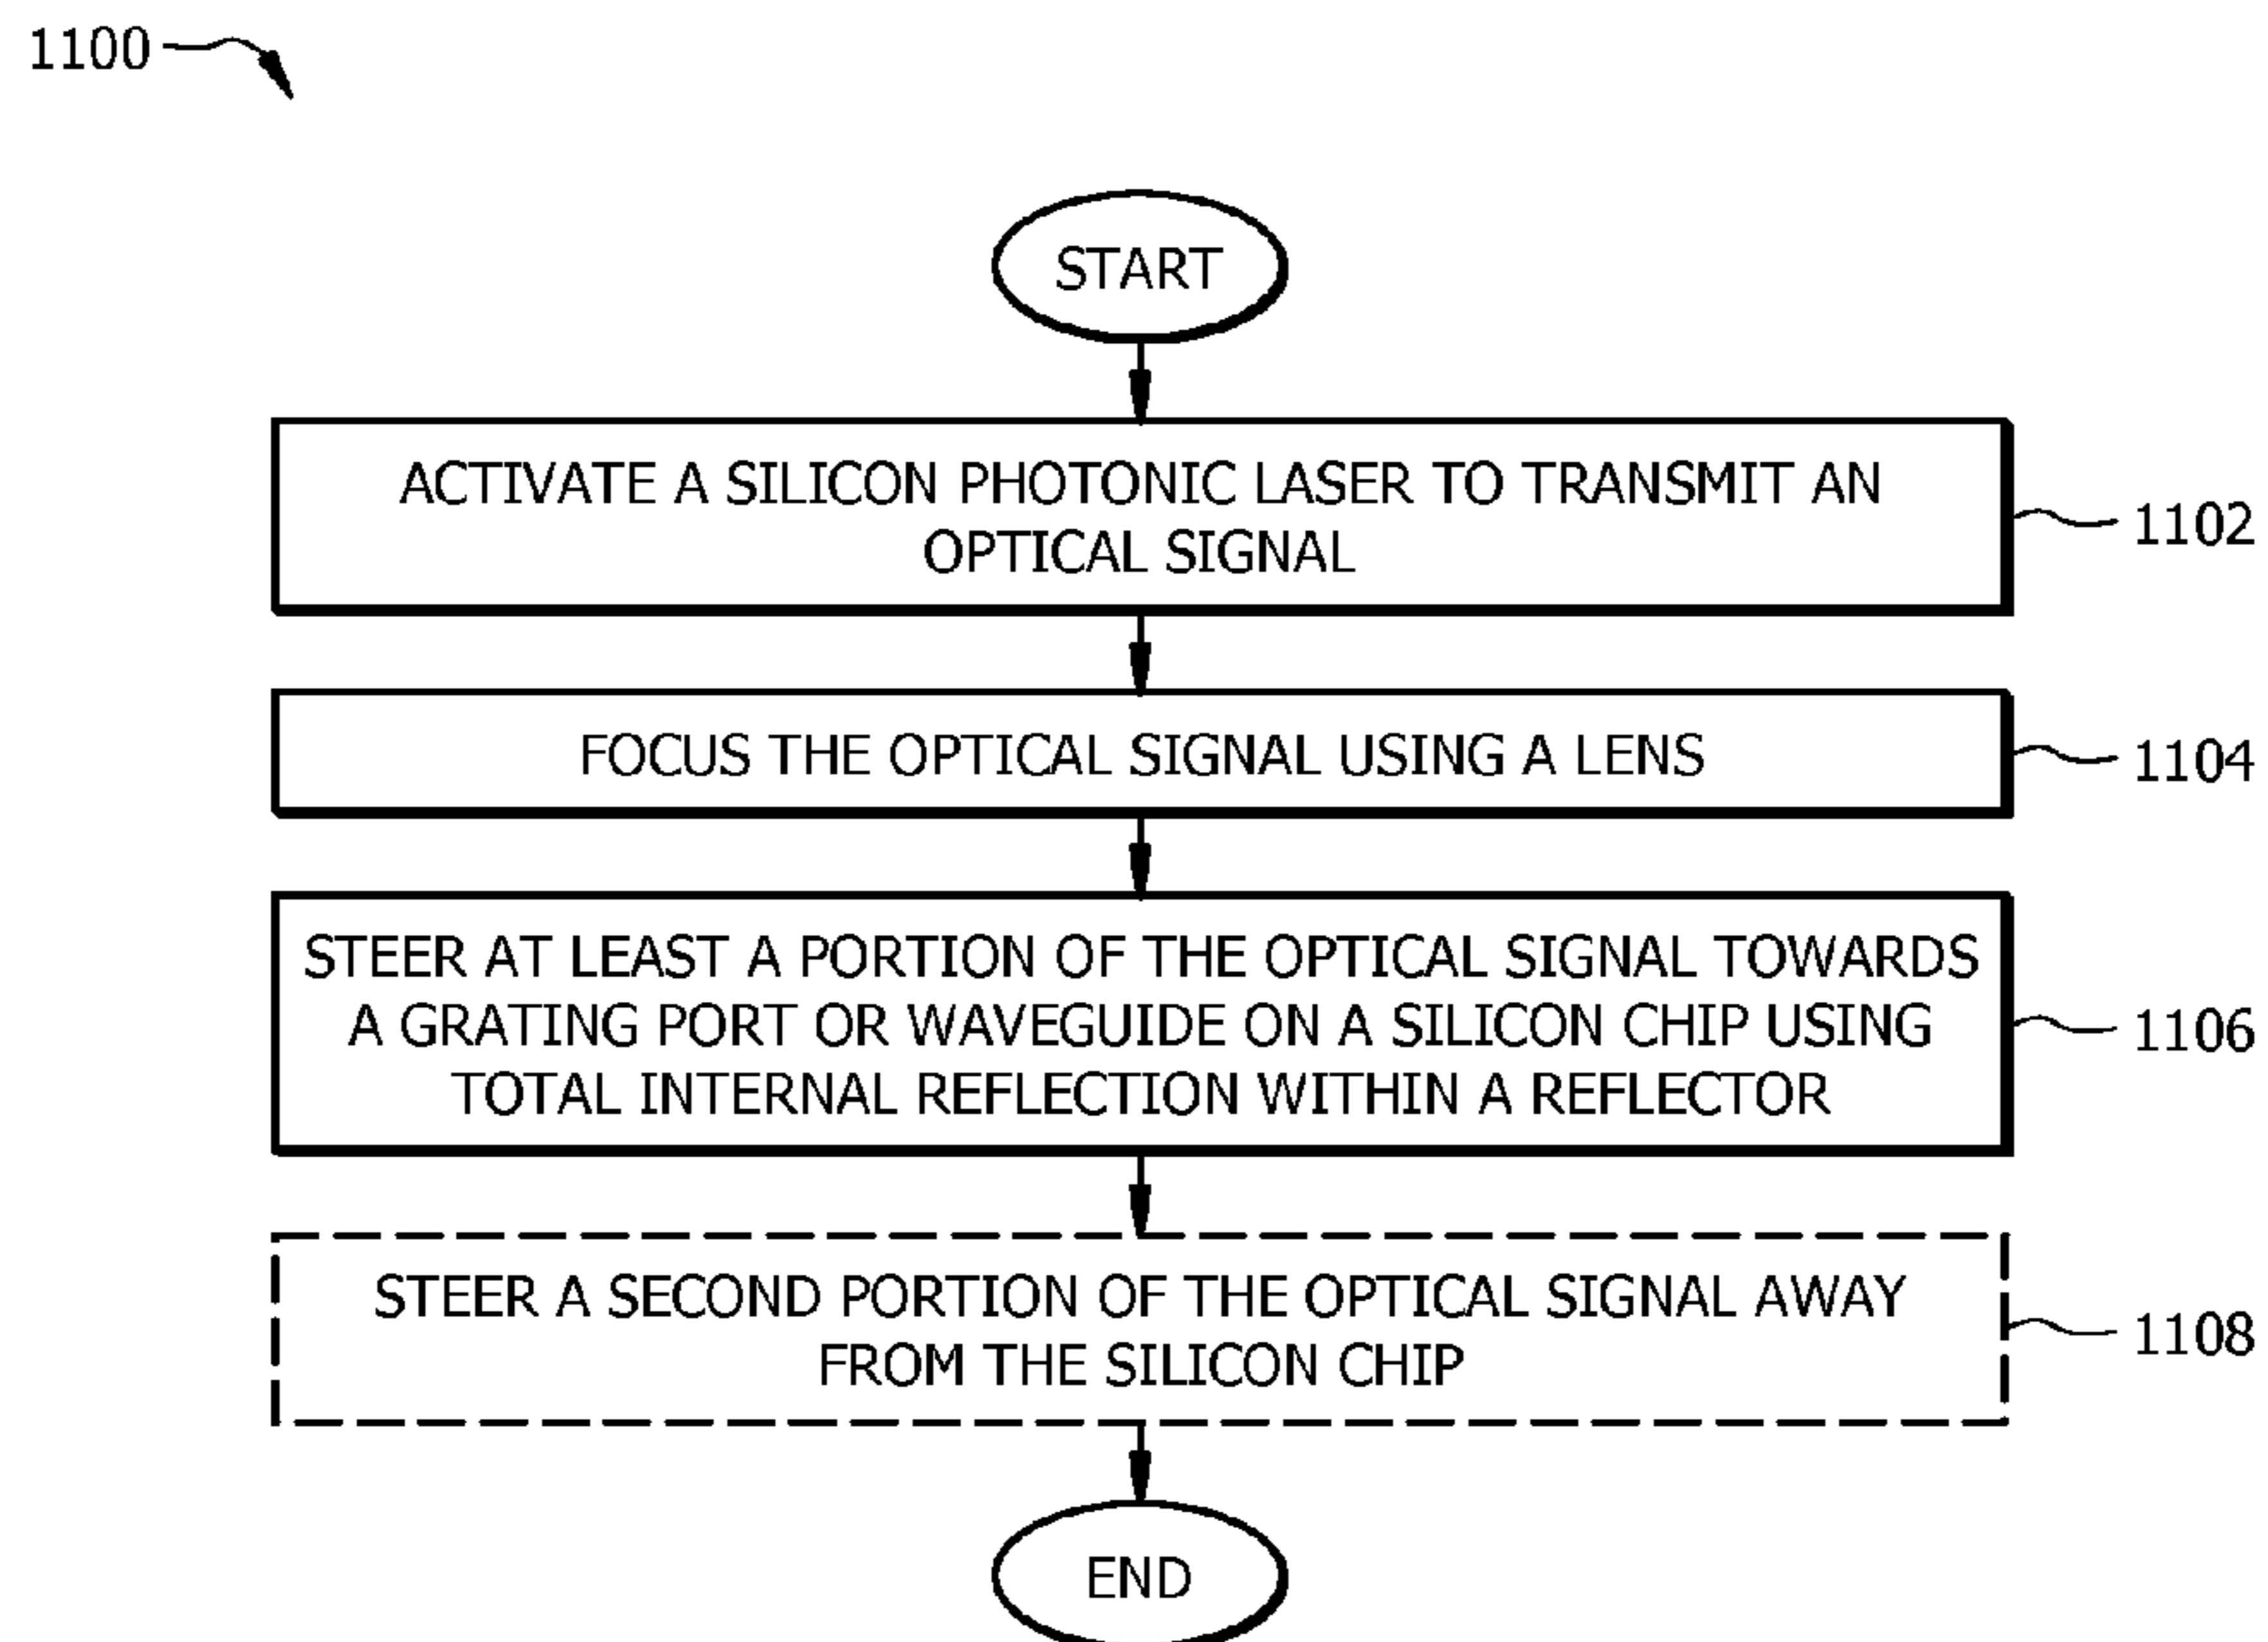 1100
START
ACTIVATE A SILICON PHOTONIC LASER TO TRANSMIT AN
OPTICAL SIGNAL
1102
FOCUS THE OPTICAL SIGNAL USING A LENS
1104
STEER AT LEAST A PORTION OF THE OPTICAL SIGNAL TOWARDS
A GRATING PORT OR WAVEGUIDE ON A SILICON CHIP USING
TOTAL INTERNAL REFLECTION WITHIN A REFLECTOR
1106
STEER A SECOND PORTION OF THE OPTICAL SIGNAL AWAY
FROM THE SILICON CHIP
1108
END